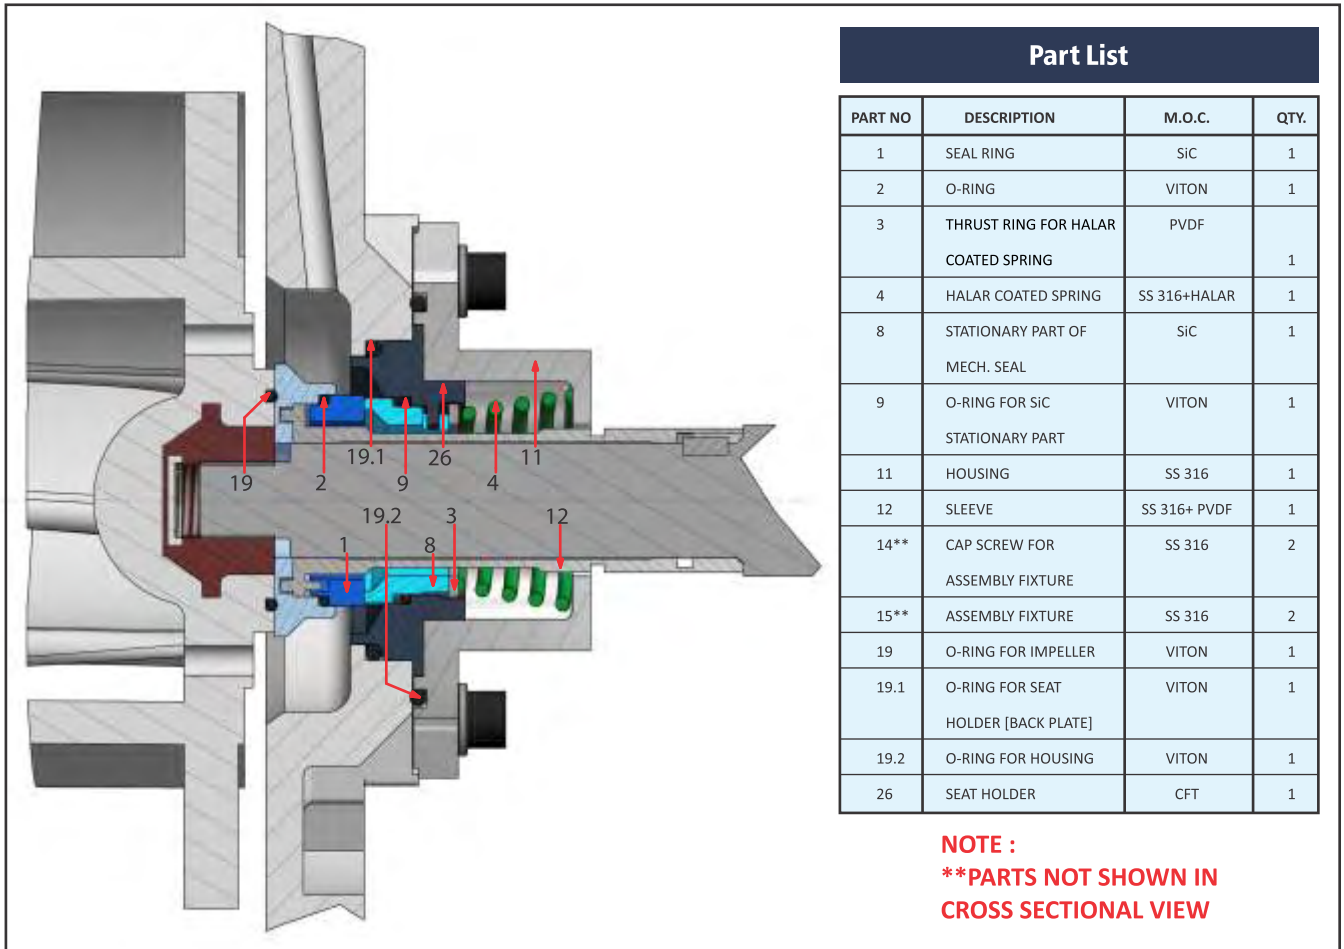 Part List
PART NO DESCRIPTION M.O.C. QTY.
1 SEAL RING SiC 1
2 O-RING VITON 1
3 THRUST RING FOR HALAR PVDF
COATED SPRING 1
4 HALAR COATED SPRING SS 316+HALAR 1
8 STATIONARY PART OF SiC 1
MECH. SEAL
9 O-RING FOR SiC VITON 1
STATIONARY PART
11 HOUSING SS 316 1
12 SLEEVE SS 316+ PVDF 1
14** CAP SCREW FOR SS 316 2
ASSEMBLY FIXTURE
15** ASSEMBLY FIXTURE SS 316 2
19 O-RING FOR IMPELLER VITON 1
19.1 O-RING FOR SEAT VITON 1
HOLDER [BACK PLATE]
19.2 O-RING FOR HOUSING VITON 1
26 SEAT HOLDER CFT 1
NOTE :
**PARTS NOT SHOWN IN
CROSS SECTIONAL VIEW
19.1 26 11
19 2 9 4
19.2 3 12
1 8